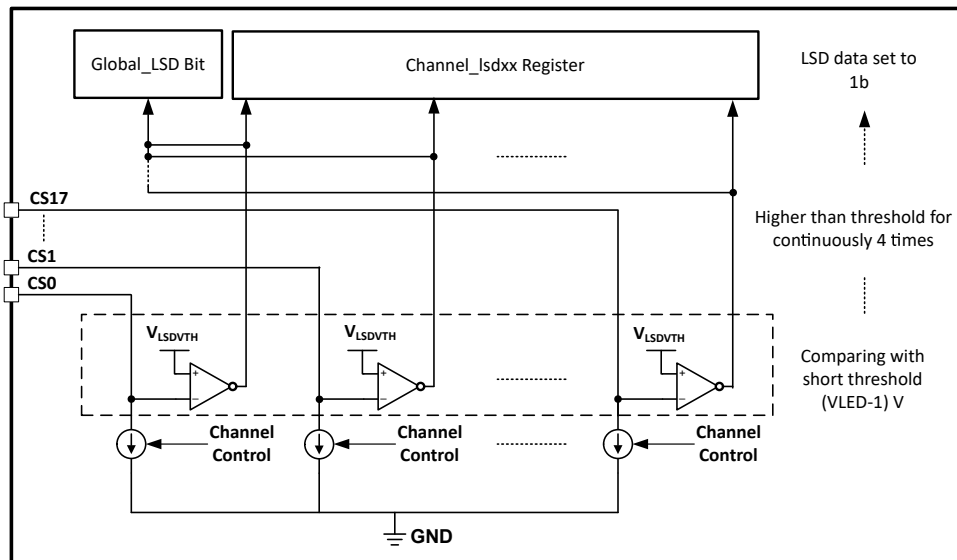 Global_LSD Bit
Channel_lsdxx Register
LSD data set to
1b
CS17
Higher than threshold for
continuously 4 times
CS1
CS0
VLSDVTH
VLSDVTH
VLSDVTH
+
−
+
−
+
−
Comparing with
short threshold
(VLED-1) V
Channel
Control
Channel
Control
Channel
Control
GND